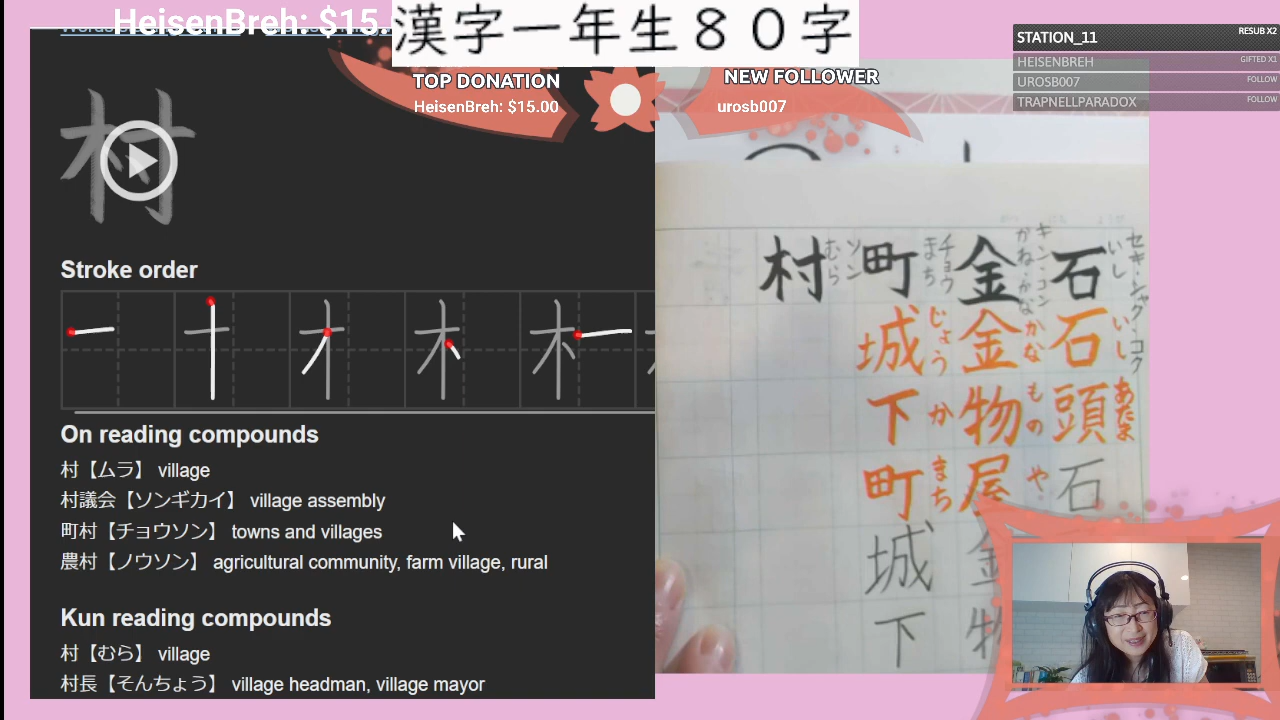 HeisenBreh: $15.
漢字一年生８０字
STATION_11 RESUB X2
HEISENBREH GIFTED X1
UROSB007 FOLLOW
TRAPNELLPARADOX FOLLOW
TOP DONATION
HeisenBreh: $15.00
NEW FOLLOWER
urosb007
村
Stroke order
On reading compounds
村【ムラ】 village
村議会【ソンギカイ】 village assembly
町村【チョウソン】 towns and villages
農村【ノウソン】 agricultural community, farm village, rural
Kun reading compounds
村【むら】 village
村長【そんちょう】 village headman, village mayor
セキ・シャク・コク
いし
石
いし あたま
石頭
石
キン・コン
かね・かな
金
かな もの や
金物屋
金物
チョウ
まち
町
じょう か まち
城下町
城下
ソン
むら
村